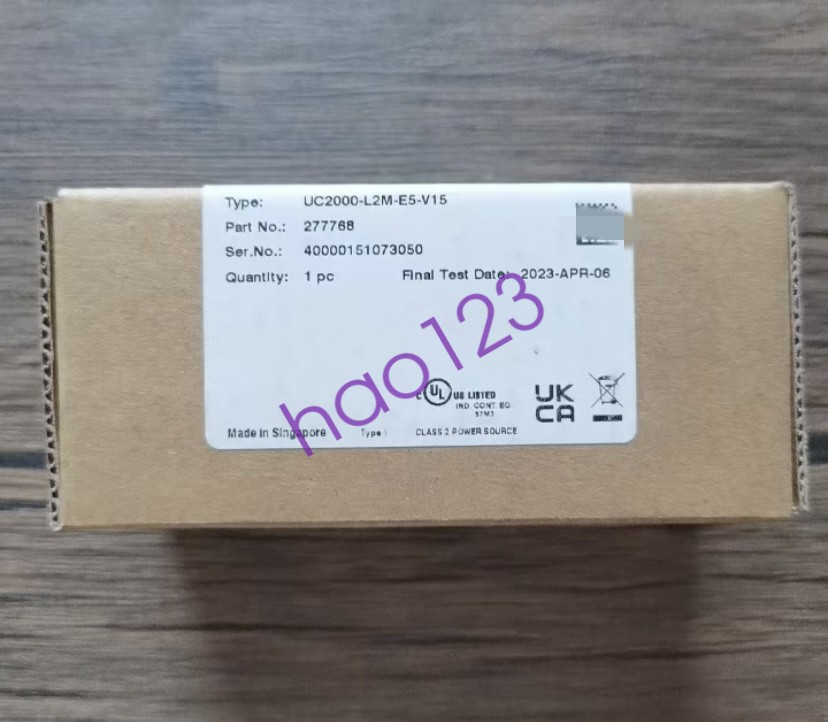 Type: UC2000-L2M-E5-V15
Part No.: 277768
Ser.No.: 40000151073050
Quantity: 1 pc Final Test Date: 2023-APR-06
hao123
c UL US LISTED
IND. CONT. EQ.
57M3
UK
CA
Made in Singapore Type 1 CLASS 2 POWER SOURCE